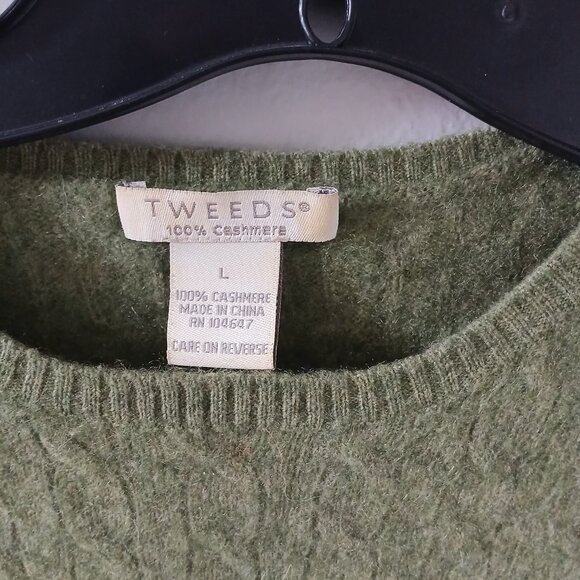 TWEEDS®
100% Cashmere
L
100% CASHMERE
MADE IN CHINA
RN 104647
CARE ON REVERSE